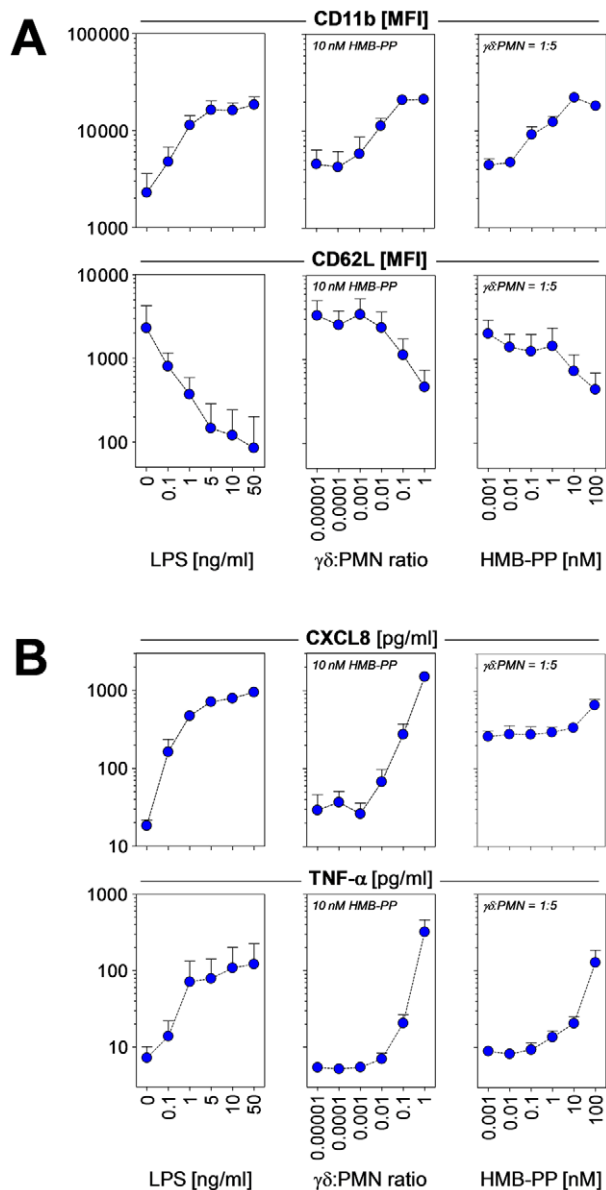 A
CD11b [MFI]
100000
10000
1000
10 nM HMB-PP
γδ:PMN = 1:5
CD62L [MFI]
10000
1000
100
10 nM HMB-PP
γδ:PMN = 1:5
0 0.1 1 5 10 50
0.00001 0.0001 0.001 0.01 0.1 1
0.001 0.01 0.1 1 10 100
LPS [ng/ml]
γδ:PMN ratio
HMB-PP [nM]
B
CXCL8 [pg/ml]
1000
100
10
10 nM HMB-PP
γδ:PMN = 1:5
TNF-α [pg/ml]
1000
100
10
10 nM HMB-PP
γδ:PMN = 1:5
0 0.1 1 5 10 50
0.00001 0.0001 0.001 0.01 0.1 1
0.001 0.01 0.1 1 10 100
LPS [ng/ml]
γδ:PMN ratio
HMB-PP [nM]